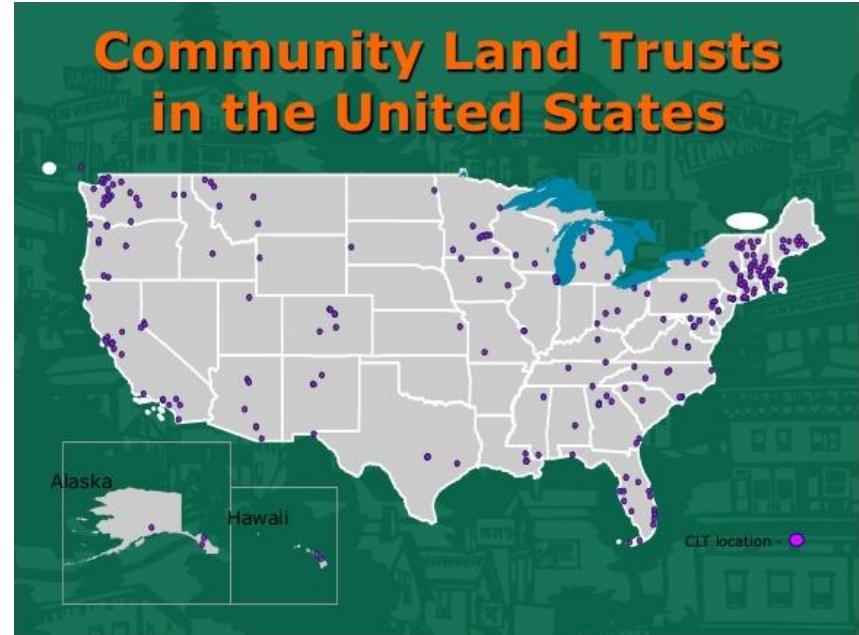 Community Land Trusts
in the United States
Alaska
Hawaii
CLT location -